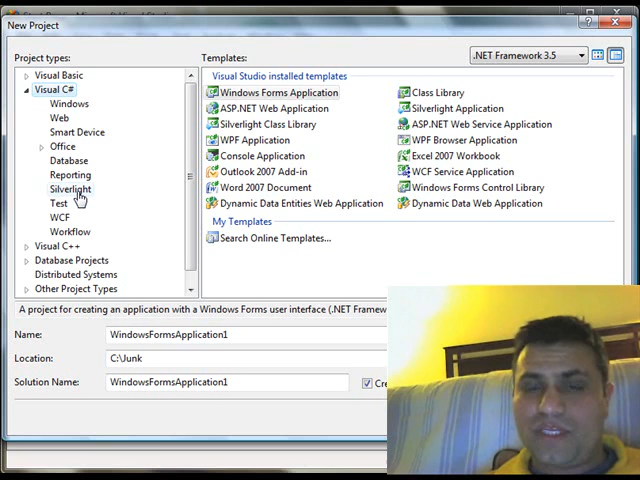 New Project
Project types:
Templates:
.NET Framework 3.5
Visual Basic
Visual C#
Windows
Web
Smart Device
Office
Database
Reporting
Silverlight
Test
WCF
Workflow
Visual C++
Database Projects
Distributed Systems
Other Project Types
Visual Studio installed templates
Windows Forms Application
Class Library
ASP.NET Web Application
Silverlight Application
Silverlight Class Library
ASP.NET Web Service Application
WPF Application
WPF Browser Application
Console Application
Excel 2007 Workbook
Outlook 2007 Add-in
WCF Service Application
Word 2007 Document
Windows Forms Control Library
Dynamic Data Entities Web Application
Dynamic Data Web Application
My Templates
Search Online Templates...
A project for creating an application with a Windows Forms user interface (.NET Framew
Name:
WindowsFormsApplication1
Location:
C:\Junk
Solution Name:
WindowsFormsApplication1
Cre